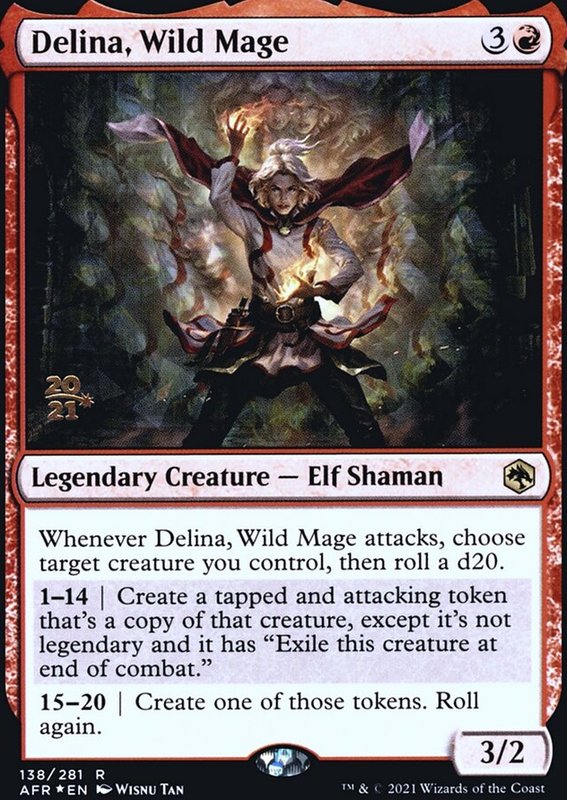 Delina, Wild Mage 3
20
21
Legendary Creature — Elf Shaman
Whenever Delina, Wild Mage attacks, choose
target creature you control, then roll a d20.
1–14 | Create a tapped and attacking token
that's a copy of that creature, except it's not
legendary and it has “Exile this creature at
end of combat.”
15–20 | Create one of those tokens. Roll
again.
3/2
138/281 R
AFR ★ EN Wisnu Tan
™ & © 2021 Wizards of the Coast